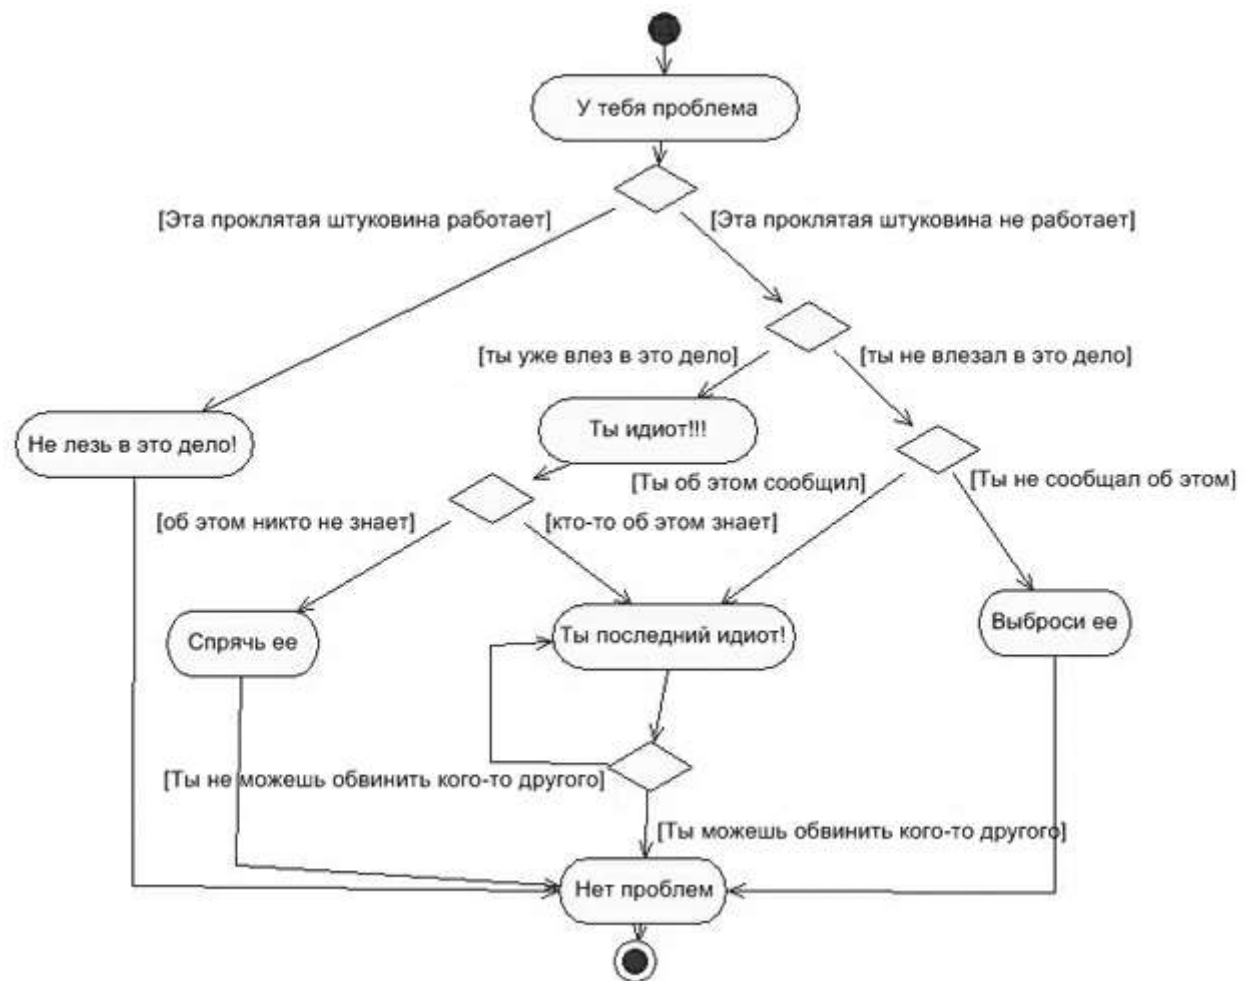 У тебя проблема
[Эта проклятая штуковина работает]
[Эта проклятая штуковина не работает]
[ты уже влез в это дело]
[ты не влезал в это дело]
Не лезь в это дело!
Ты идиот!!!
[Ты об этом сообщил]
[Ты не сообщал об этом]
[об этом никто не знает]
[кто-то об этом знает]
Спрячь ее
Ты последний идиот!
Выброси ее
[Ты не можешь обвинить кого-то другого]
[Ты можешь обвинить кого-то другого]
Нет проблем